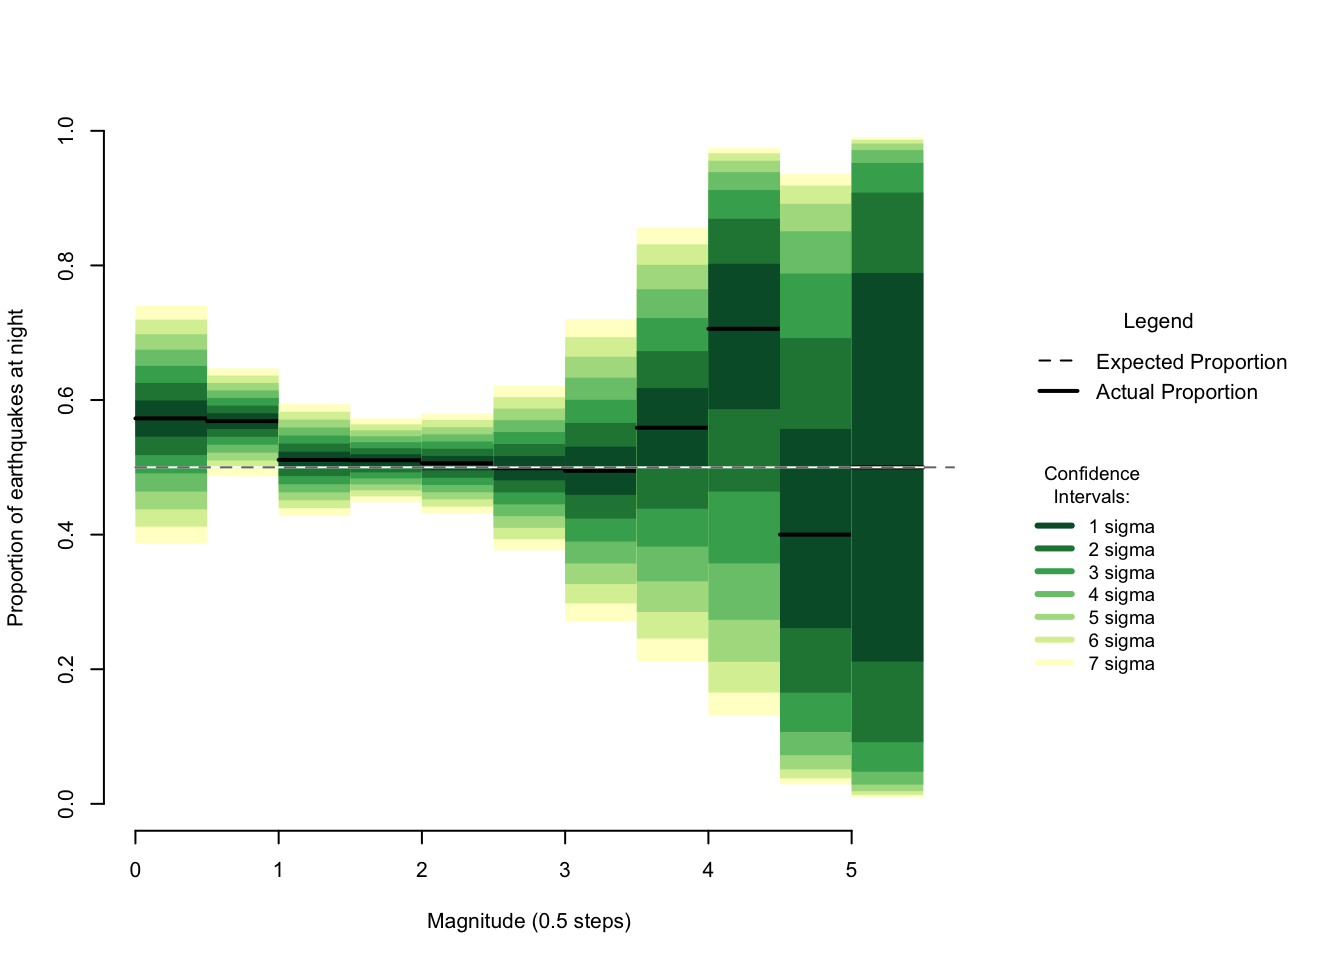 Proportion of earthquakes at night
1.0
0.8
0.6
0.4
0.2
0.0
0 1 2 3 4 5
Magnitude (0.5 steps)
Legend
Expected Proportion
Actual Proportion
Confidence
Intervals:
1 sigma
2 sigma
3 sigma
4 sigma
5 sigma
6 sigma
7 sigma